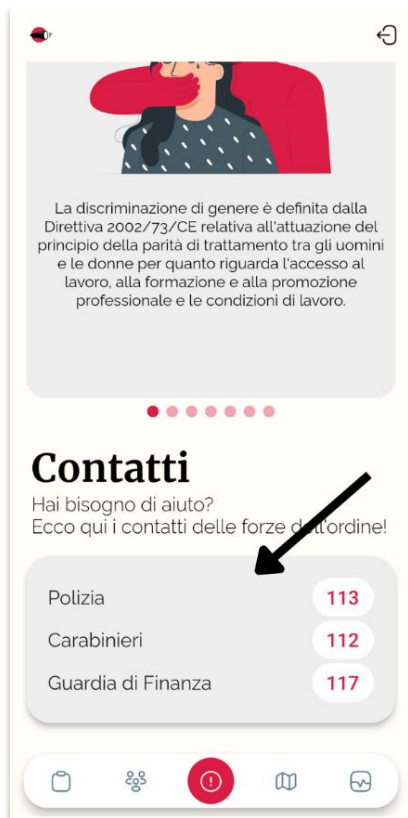 La discriminazione di genere è definita dalla
Direttiva 2002/73/CE relativa all'attuazione del
principio della parità di trattamento tra gli uomini
e le donne per quanto riguarda l'accesso al
lavoro, alla formazione e alla promozione
professionale e le condizioni di lavoro.
Contatti
Hai bisogno di aiuto?
Ecco qui i contatti delle forze dell'ordine!
Polizia 113
Carabinieri 112
Guardia di Finanza 117